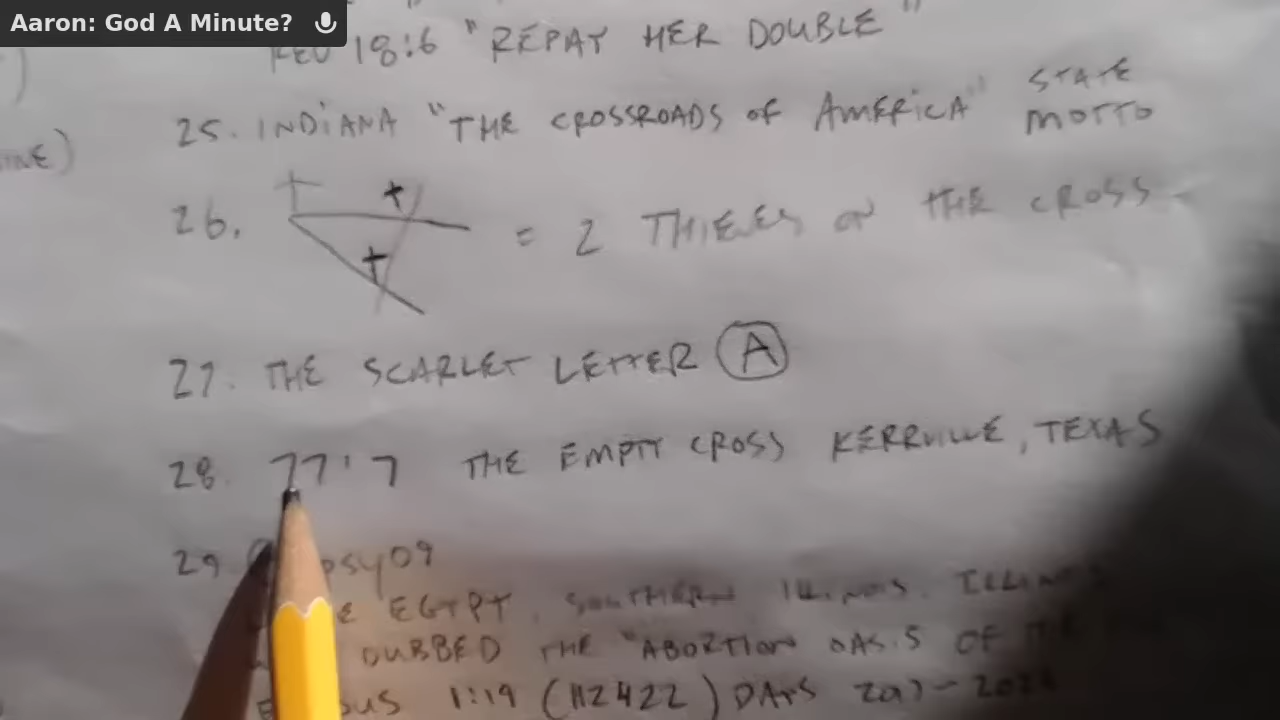 Aaron: God A Minute?
REV 18:6 "REPAY HER DOUBLE"
25. INDIANA "THE CROSSROADS OF AMERICA" STATE MOTTO
INE)
26. = 2 THIEVES ON THE CROSS
27. THE SCARLET LETTER A
28. 77'7 THE EMPTY CROSS KERRVILLE, TEXAS
29
EGYPT, SOUTHERN ILLINOIS.
DUBBED THE "ABORTION OASIS OF THE
1:19 (H2422) DAYS